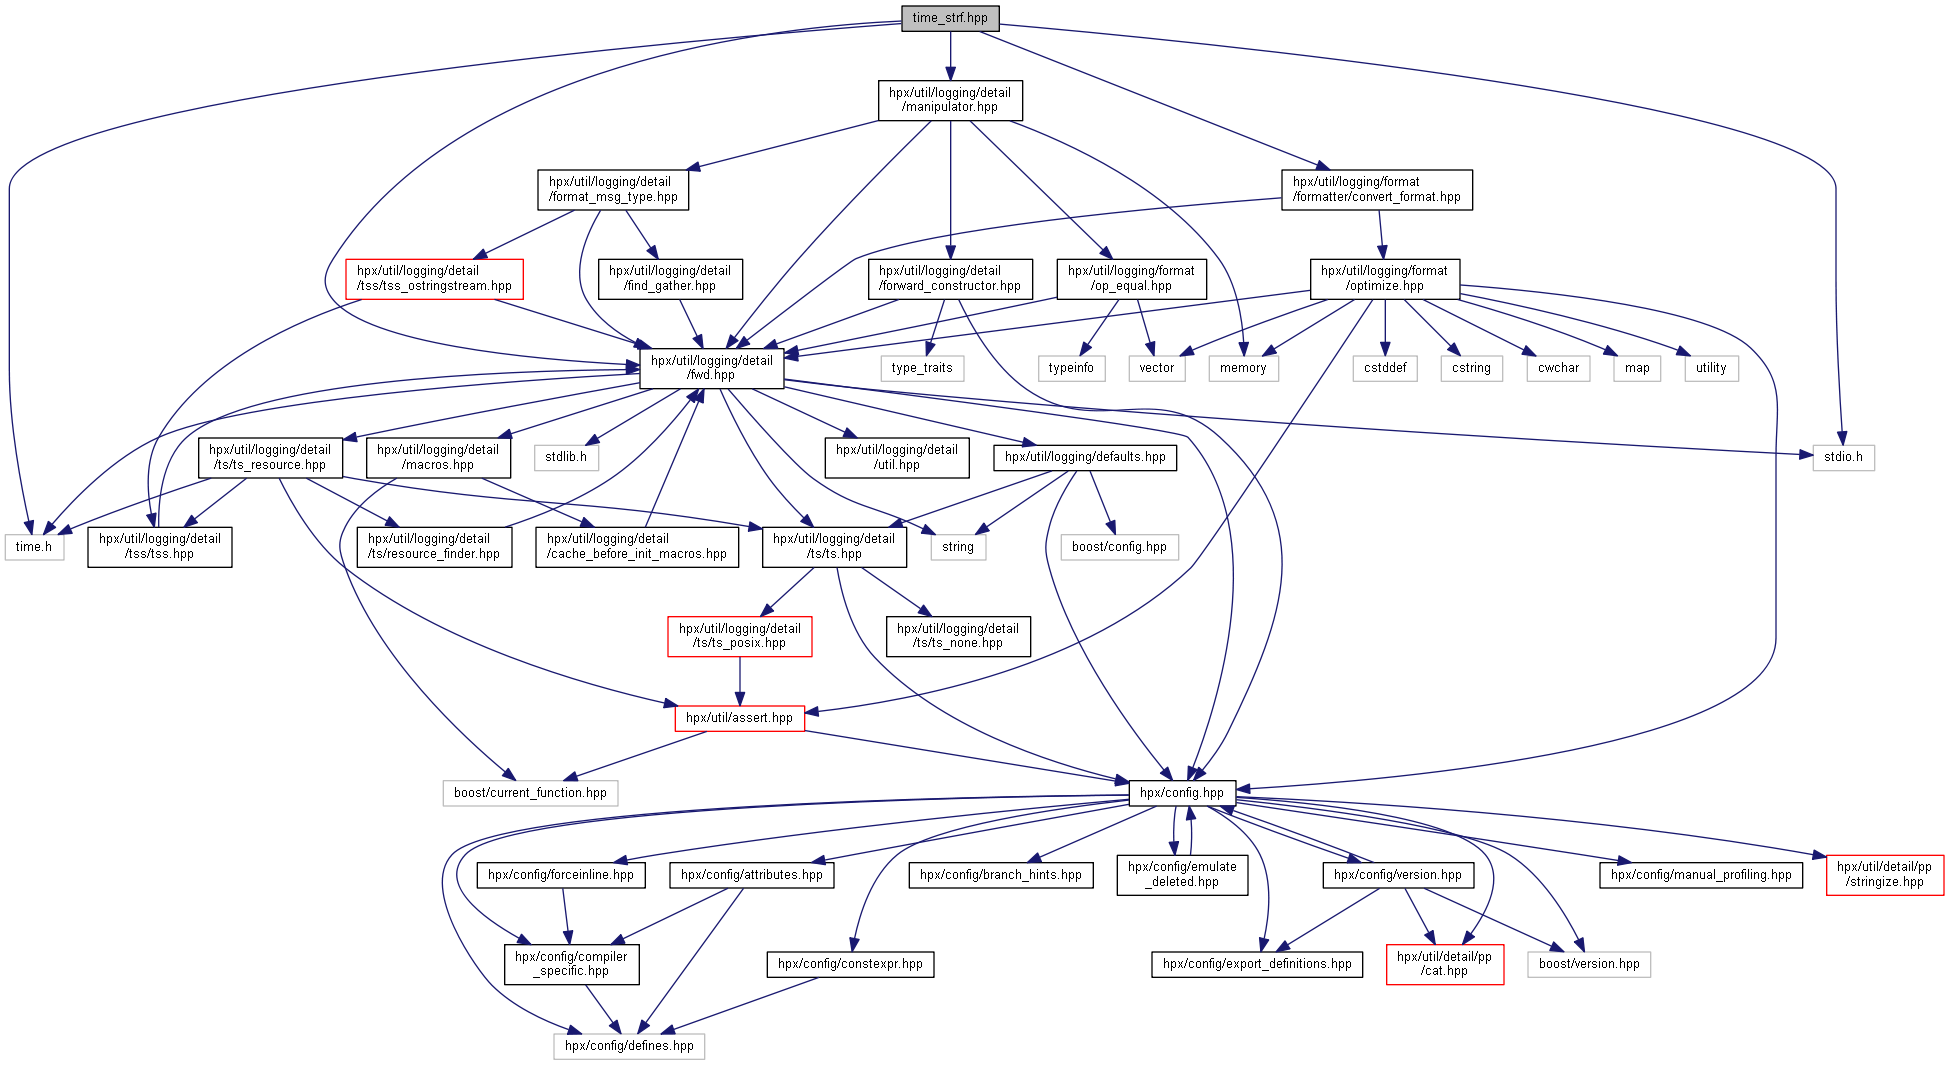 time_strf.hpp
hpx/util/logging/detail
/manipulator.hpp
hpx/util/logging/detail
/format_msg_type.hpp
hpx/util/logging/format
/formatter/convert_format.hpp
hpx/util/logging/detail
/tss/tss_ostringstream.hpp
hpx/util/logging/detail
/find_gather.hpp
hpx/util/logging/detail
/forward_constructor.hpp
hpx/util/logging/format
/op_equal.hpp
hpx/util/logging/format
/optimize.hpp
hpx/util/logging/detail
/fwd.hpp
type_traits
typeinfo
vector
memory
cstddef
cstring
cwchar
map
utility
hpx/util/logging/detail
/ts/ts_resource.hpp
hpx/util/logging/detail
/macros.hpp
stdlib.h
hpx/util/logging/detail
/util.hpp
hpx/util/logging/defaults.hpp
stdio.h
time.h
hpx/util/logging/detail
/tss/tss.hpp
hpx/util/logging/detail
/ts/resource_finder.hpp
hpx/util/logging/detail
/cache_before_init_macros.hpp
hpx/util/logging/detail
/ts/ts.hpp
string
boost/config.hpp
hpx/util/logging/detail
/ts/ts_posix.hpp
hpx/util/logging/detail
/ts/ts_none.hpp
hpx/util/assert.hpp
boost/current_function.hpp
hpx/config.hpp
hpx/config/forceinline.hpp
hpx/config/attributes.hpp
hpx/config/branch_hints.hpp
hpx/config/emulate
_deleted.hpp
hpx/config/version.hpp
hpx/config/manual_profiling.hpp
hpx/util/detail/pp
/stringize.hpp
hpx/config/compiler
_specific.hpp
hpx/config/constexpr.hpp
hpx/config/export_definitions.hpp
hpx/util/detail/pp
/cat.hpp
boost/version.hpp
hpx/config/defines.hpp